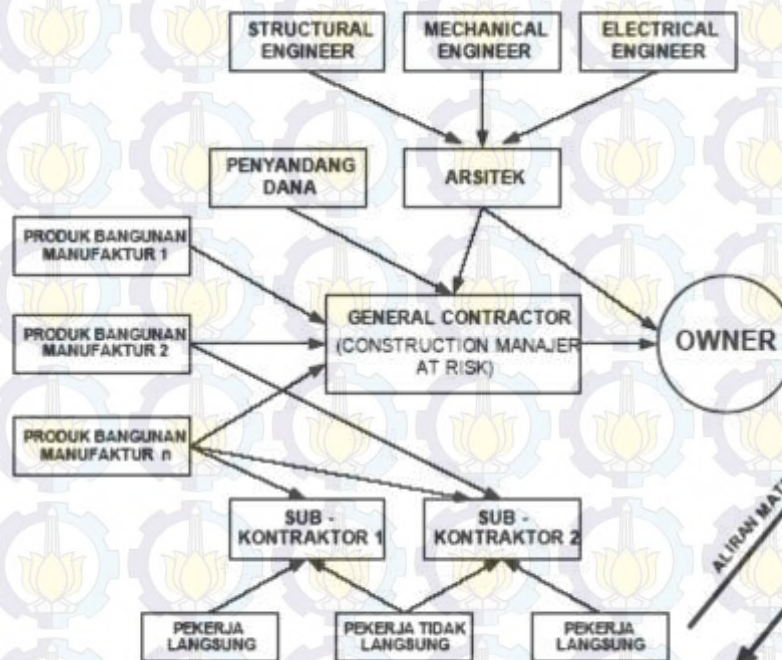 STRUCTURAL
ENGINEER
MECHANICAL
ENGINEER
ELECTRICAL
ENGINEER
PENYANDANG
DANA
ARSITEK
PRODUK BANGUNAN
MANUFAKTUR 1
GENERAL CONTRACTOR
(CONSTRUCTION MANAJER
AT RISK)
OWNER
PRODUK BANGUNAN
MANUFAKTUR 2
PRODUK BANGUNAN
MANUFAKTUR n
SUB -
KONTRAKTOR 1
SUB -
KONTRAKTOR 2
ALIRAN
PEKERJA
LANGSUNG
PEKERJA TIDAK
LANGSUNG
PEKERJA
LANGSUNG